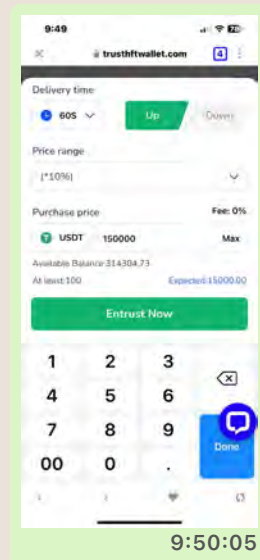 9:49
trusthftwallet.com
4
Delivery time
60S
Up
Down
Price range
(*10%)
Purchase price
Fee: 0%
USDT
150000
Max
Available Balance:314304.73
At least:100
Expected:15000.00
Entrust Now
1 2 3
4 5 6
7 8 9
Done
00 0 .
9:50:05